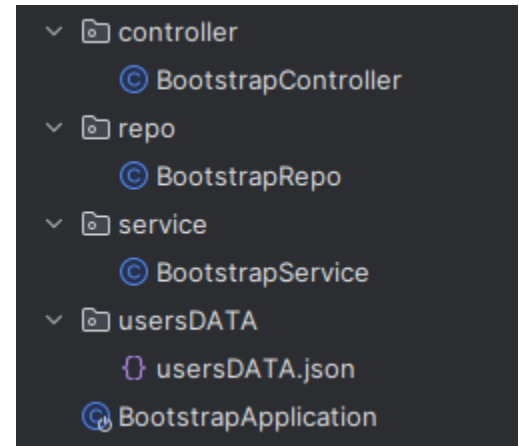 controller
BootstrapController
repo
BootstrapRepo
service
BootstrapService
usersDATA
usersDATA.json
BootstrapApplication